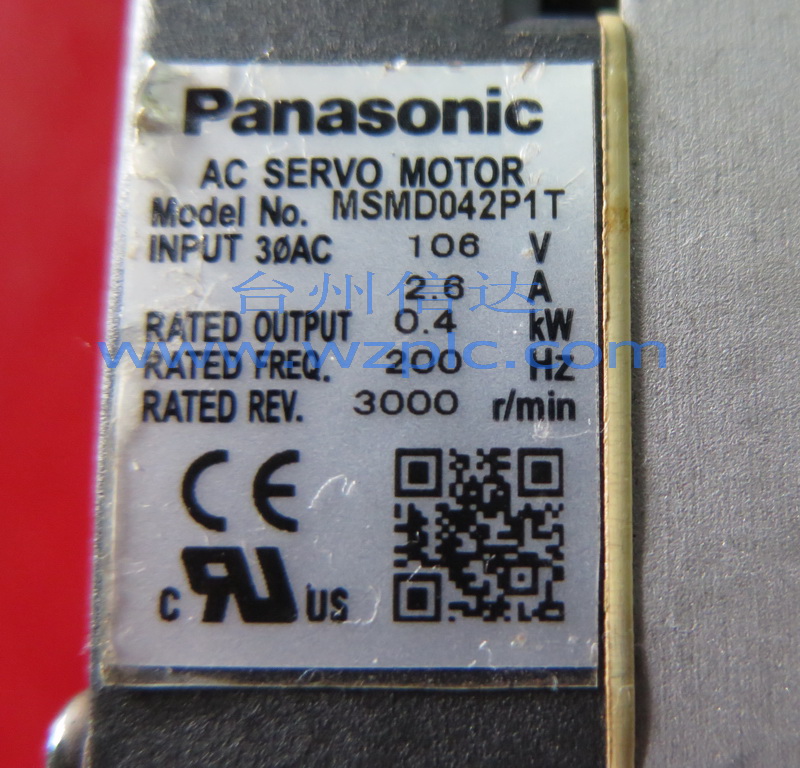 Panasonic
AC SERVO MOTOR
Model No. MSMD042P1T
INPUT 3øAC 106 V
2.6 A
台州信达
RATED OUTPUT 0.4 kW
www.wzplc.com
RATED FREQ. 200 Hz
RATED REV. 3000 r/min
CE
C RU US